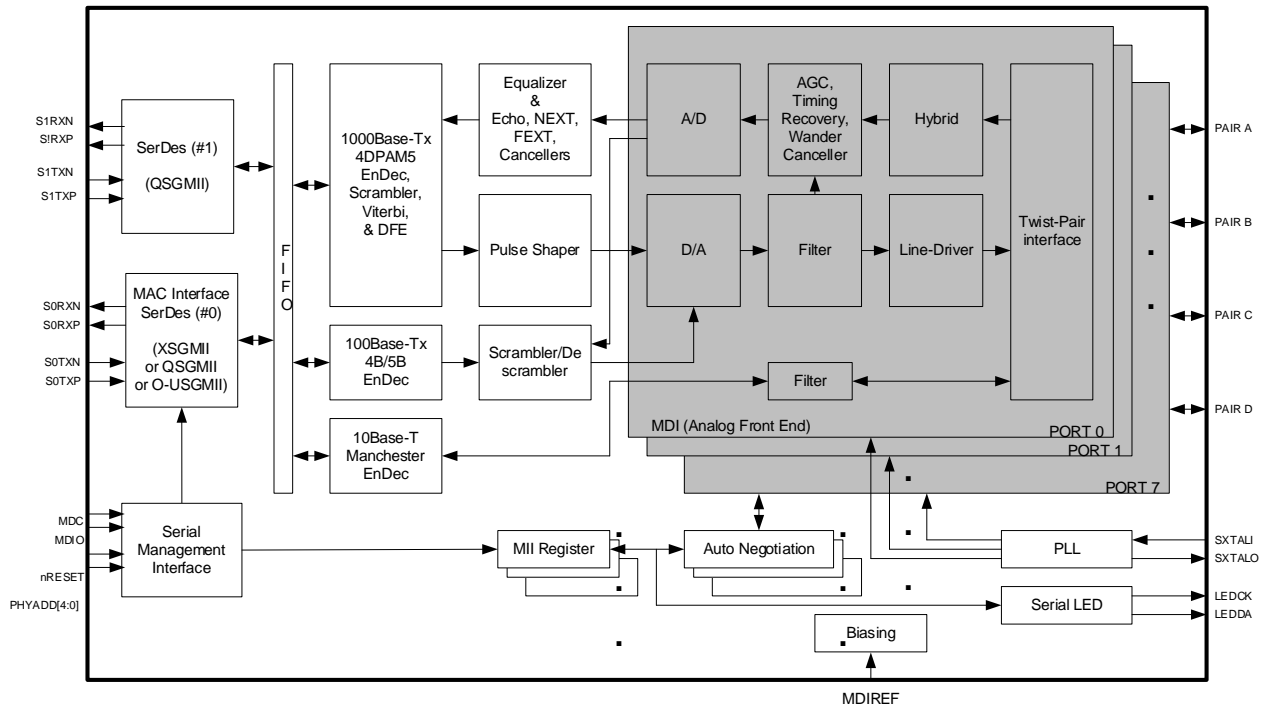 S1RXN
S!RXP
S1TXN
S1TXP
SerDes (#1)
(QSGMII)
S0RXN
S0RXP
S0TXN
S0TXP
MAC Interface
SerDes (#0)
(XSGMII
or QSGMII
or O-USGMII)
MDC
MDIO
nRESET
PHYADD[4:0]
Serial
Management
Interface
F
I
F
O
1000Base-Tx
4DPAM5
EnDec,
Scrambler,
Viterbi,
& DFE
100Base-Tx
4B/5B
EnDec
10Base-T
Manchester
EnDec
Equalizer
&
Echo, NEXT,
FEXT,
Cancellers
Pulse Shaper
Scrambler/De
scrambler
A/D
AGC,
Timing
Recovery,
Wander
Canceller
Hybrid
D/A
Filter
Line-Driver
Twist-Pair
interface
Filter
MDI (Analog Front End)
PORT 0
PORT 1
PORT 7
PAIR A
PAIR B
PAIR C
PAIR D
MII Register
Auto Negotiation
PLL
Serial LED
Biasing
SXTALI
SXTALO
LEDCK
LEDDA
MDIREF